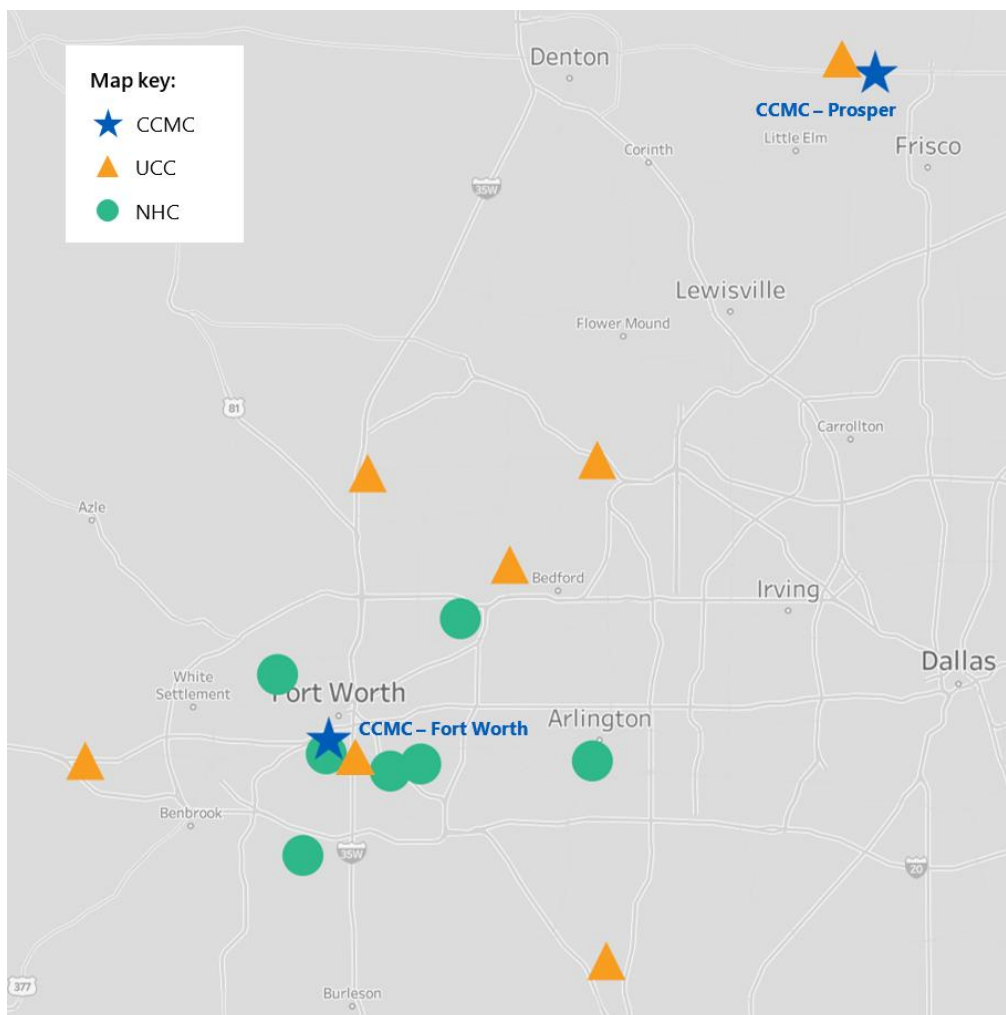 Map key:
CCMC
UCC
NHC
Denton
CCMC – Prosper
Little Elm
Frisco
Corinth
35W
Lewisville
Flower Mound
81
Carrollton
Azle
Bedford
Irving
White
Settlement
Fort Worth
Dallas
Arlington
CCMC – Fort Worth
Benbrook
35W
20
377
Burleson